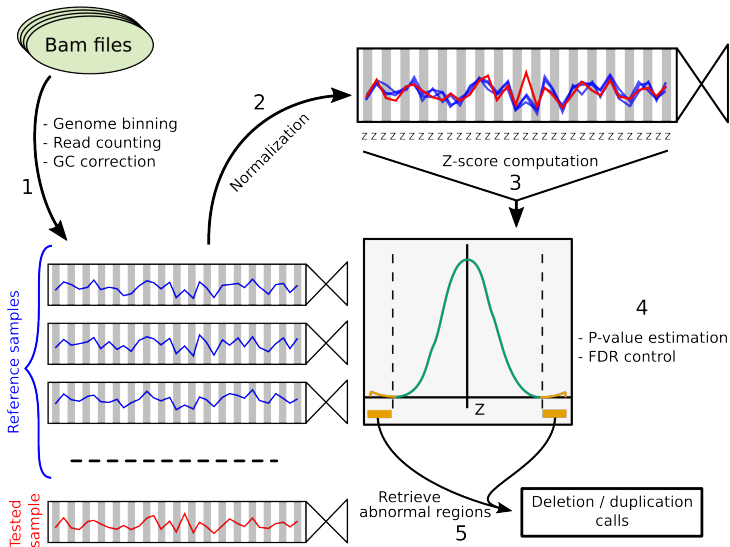 Bam files
- Genome binning
- Read counting
- GC correction
1
2
Normalization
z z z z z z z z z z z z z z z z z z z z z z z z z z z z z z z z
Z-score computation
3
Reference samples
4
- P-value estimation
- FDR control
Z
Tested
sample
Retrieve
abnormal regions
5
Deletion / duplication
calls